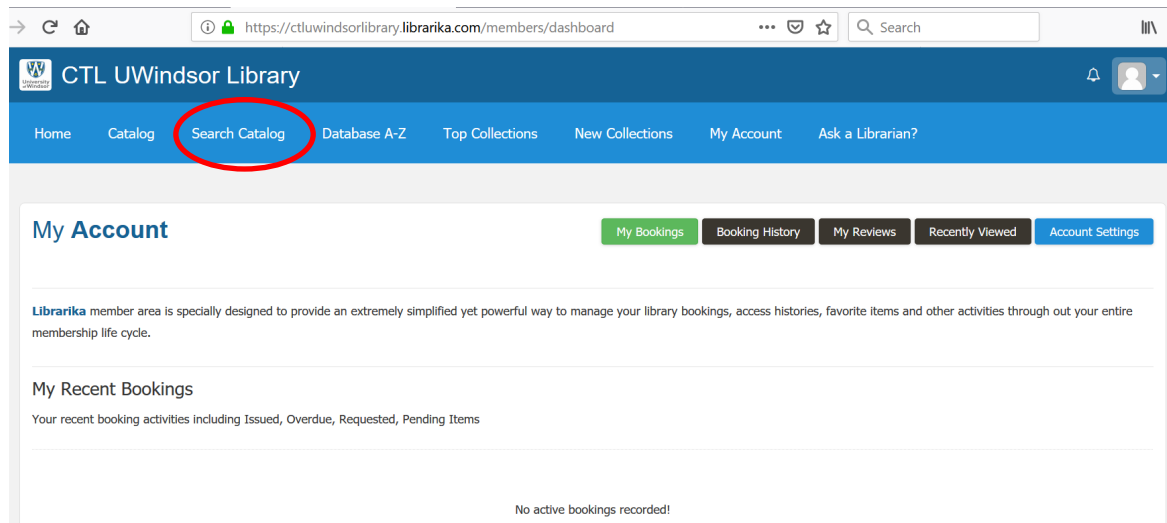 https://ctluwindsorlibrary.librarika.com/members/dashboard
Search
University of Windsor
CTL UWindsor Library
Home Catalog Search Catalog Database A-Z Top Collections New Collections My Account Ask a Librarian?
My Account
My Bookings Booking History My Reviews Recently Viewed Account Settings
Librarika member area is specially designed to provide an extremely simplified yet powerful way to manage your library bookings, access histories, favorite items and other activities through out your entire
membership life cycle.
My Recent Bookings
Your recent booking activities including Issued, Overdue, Requested, Pending Items
No active bookings recorded!